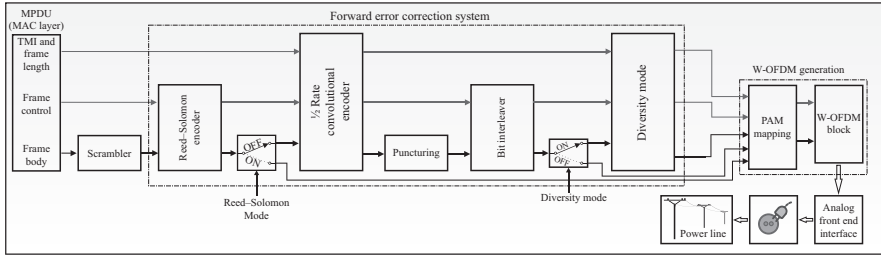 MPDU
(MAC layer)
Forward error correction system
TMI and
frame
length
Frame
control
Frame
body
Scrambler
Reed–Solomon
encoder
OFF
ON
Reed–Solomon
Mode
½ Rate
convolutional
encoder
Puncturing
Bit interleaver
ON
OFF
Diversity mode
Diversity mode
W-OFDM generation
PAM
mapping
W-OFDM
block
Analog
front end
interface
Power line